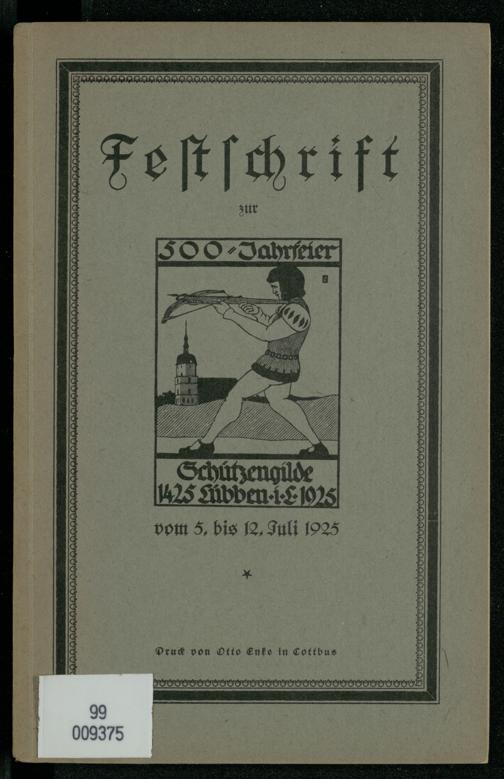 Festschrift
zur
500-Jahrfeier
Schützengilde
1425 Lübben·i·L· 1925
vom 5. bis 12. Juli 1925
Druck von Otto Enke in Cottbus
99
009375